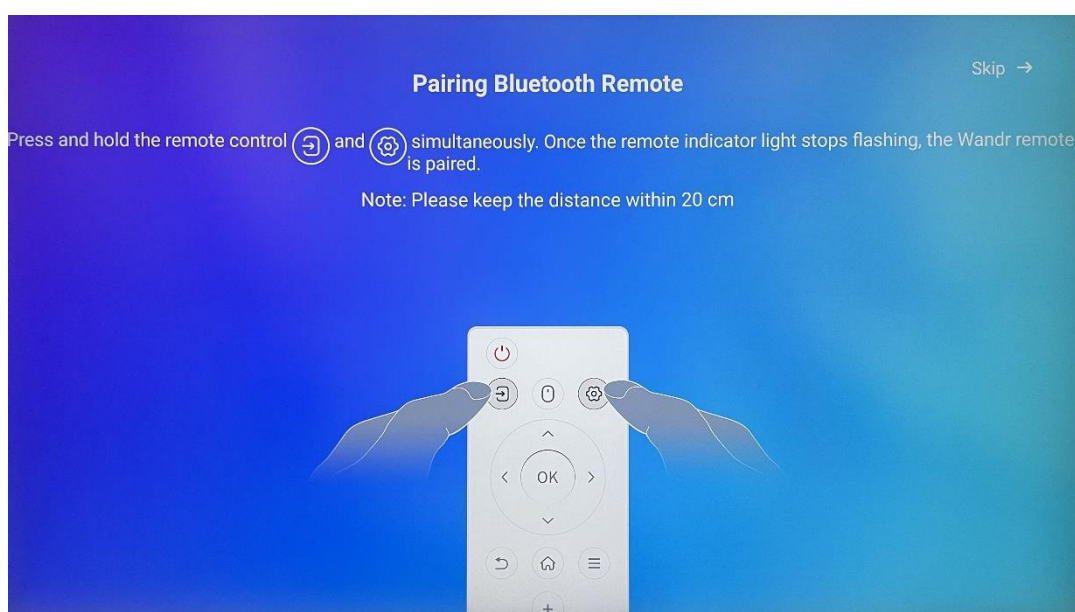 Skip →
Pairing Bluetooth Remote
Press and hold the remote control and simultaneously. Once the remote indicator light stops flashing, the Wandr remote
is paired.
Note: Please keep the distance within 20 cm
OK